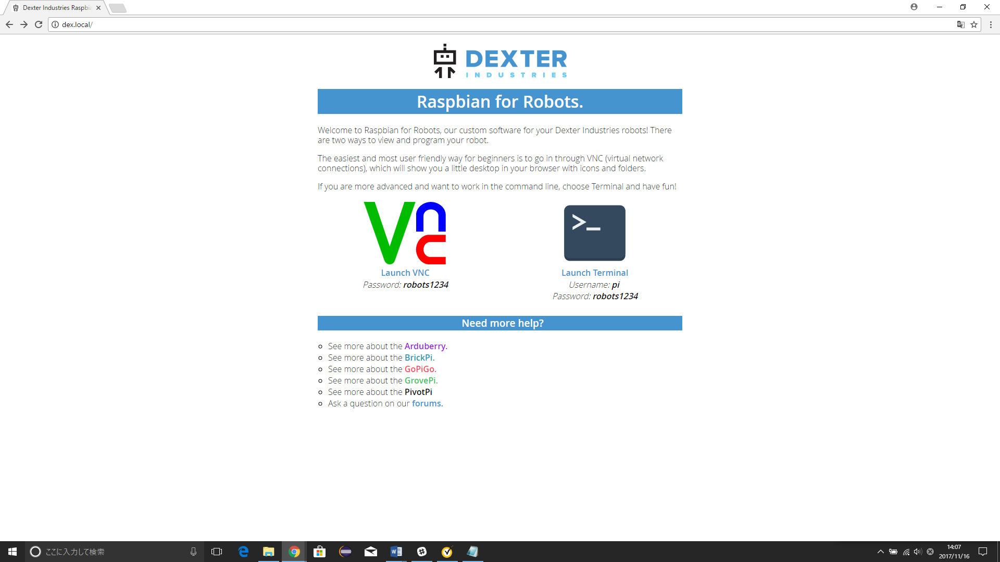 Dexter Industries Raspbi
dex.local/
DEXTER
INDUSTRIES
Raspbian for Robots.
Welcome to Raspbian for Robots, our custom software for your Dexter Industries robots! There
are two ways to view and program your robot.
The easiest and most user friendly way for beginners is to go in through VNC (virtual network
connections), which will show you a little desktop in your browser with icons and folders.
If you are more advanced and want to work in the command line, choose Terminal and have fun!
Vnc
>_
Launch VNC
Password: robots1234
Launch Terminal
Username: pi
Password: robots1234
Need more help?
See more about the Arduberry.
See more about the BrickPi.
See more about the GoPiGo.
See more about the GrovePi.
See more about the PivotPi
Ask a question on our forums.
ここに入力して検索
14:07
2017/11/16